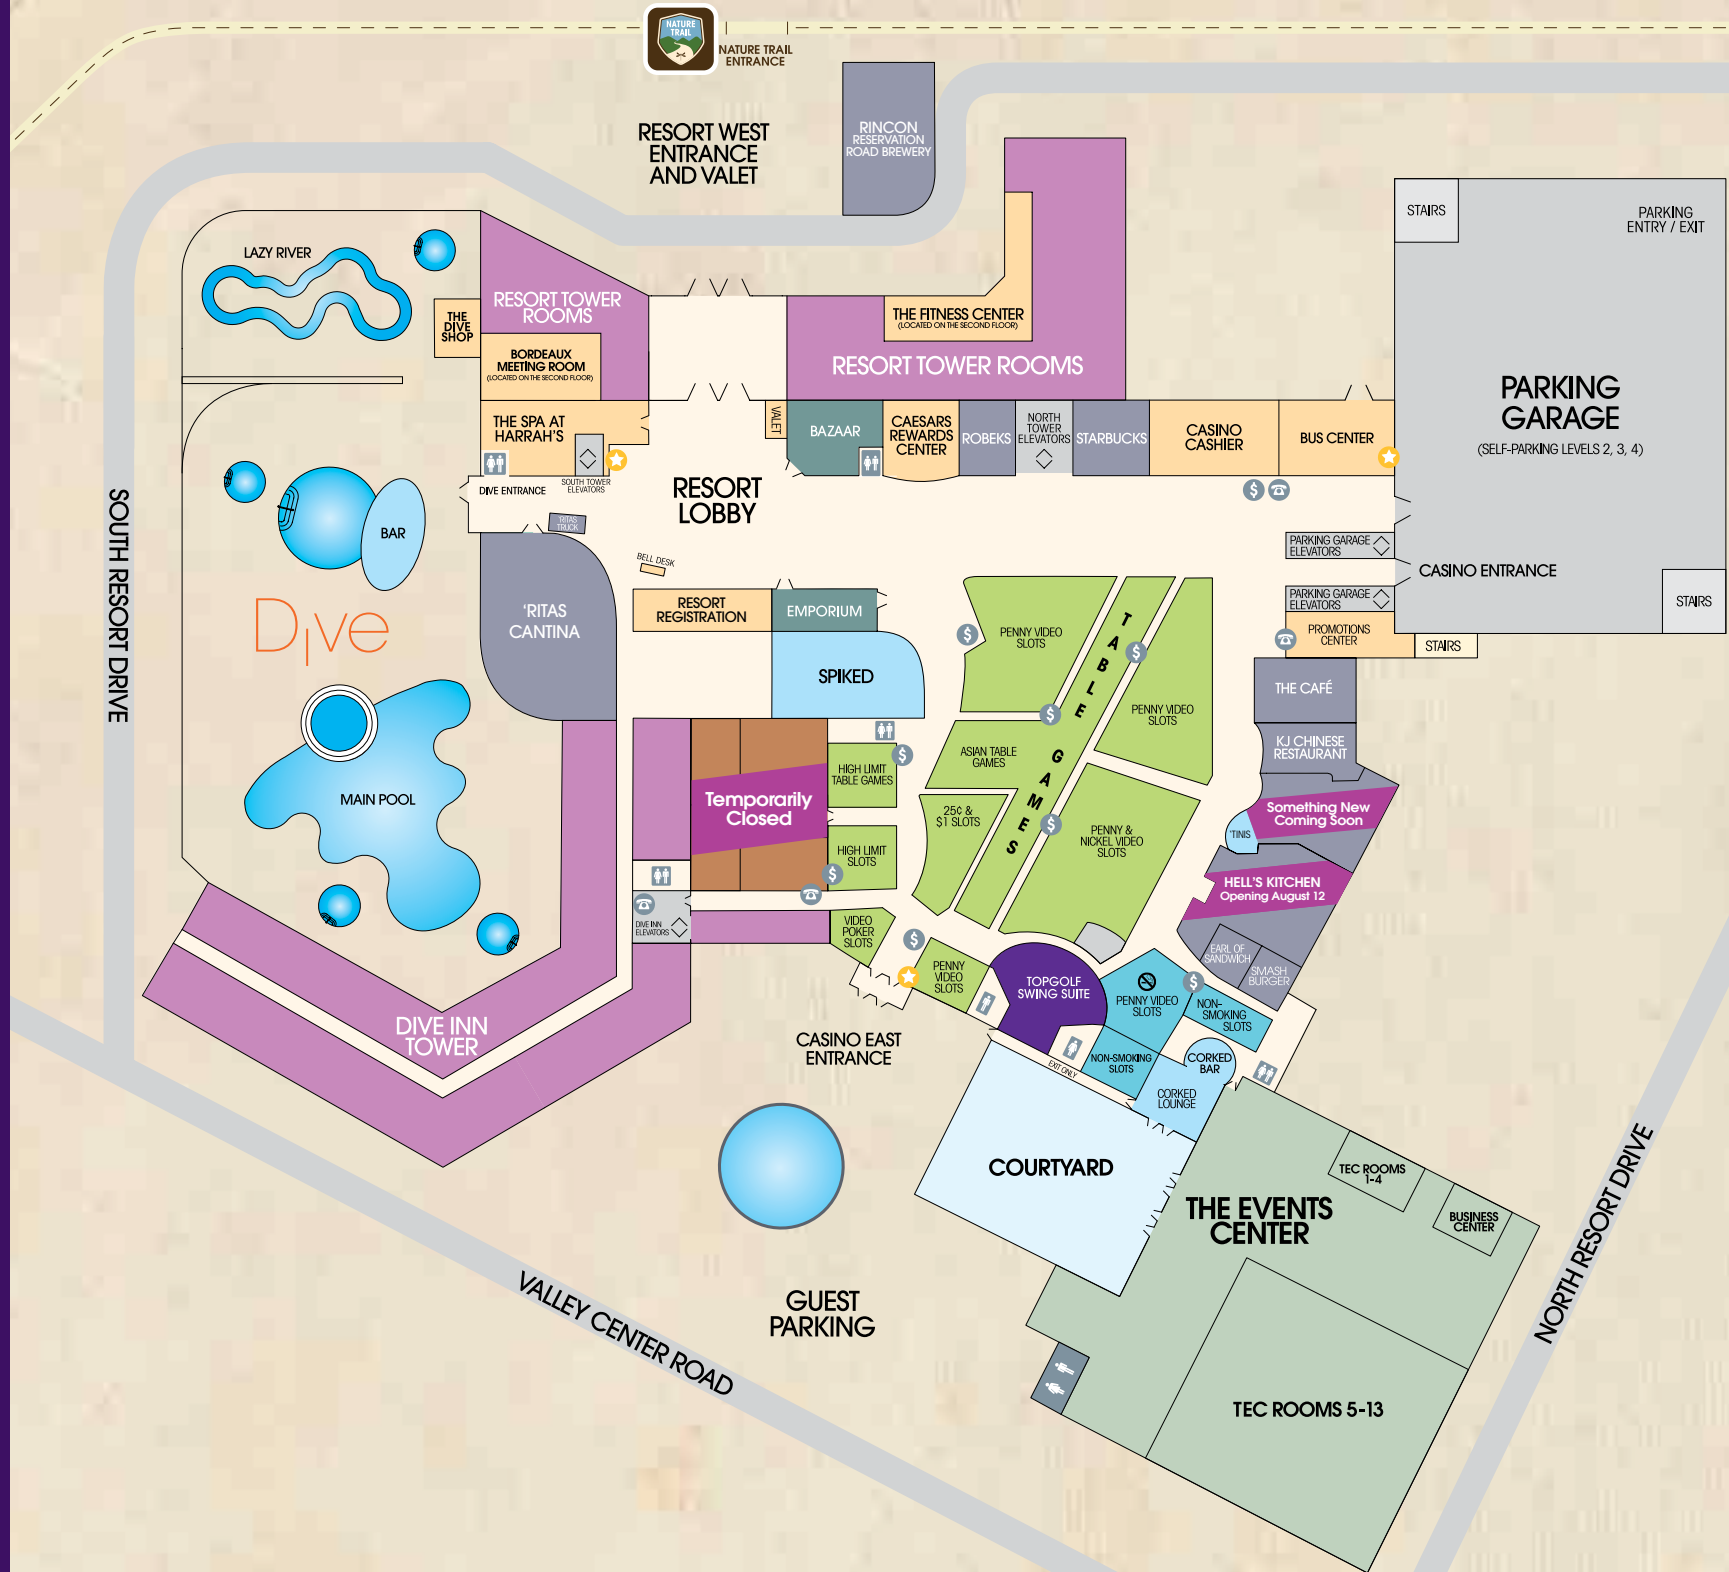 NATURE
TRAIL
NATURE TRAIL
ENTRANCE
RESORT WEST
ENTRANCE
AND VALET
RINCON
RESERVATION
ROAD BREWERY
STAIRS
PARKING
ENTRY / EXIT
LAZY RIVER
THE
DIVE
SHOP
RESORT TOWER
ROOMS
BORDEAUX
MEETING ROOM
(LOCATED ON THE SECOND FLOOR)
THE FITNESS CENTER
(LOCATED ON THE SECOND FLOOR)
RESORT TOWER ROOMS
PARKING
GARAGE
(SELF-PARKING LEVELS 2, 3, 4)
THE SPA AT
HARRAH'S
VALET
BAZAAR
CAESARS
REWARDS
CENTER
ROBEKS
NORTH
TOWER
ELEVATORS
STARBUCKS
CASINO
CASHIER
BUS CENTER
SOUTH TOWER
ELEVATORS
DIVE ENTRANCE
RESORT
LOBBY
$
'RITAS
TRUCK
BAR
SOUTH RESORT DRIVE
BELL DESK
PARKING GARAGE
ELEVATORS
CASINO ENTRANCE
PARKING GARAGE
ELEVATORS
STAIRS
Dive
'RITAS
CANTINA
RESORT
REGISTRATION
EMPORIUM
PENNY VIDEO
SLOTS
$
TABLE GAMES
$
PROMOTIONS
CENTER
STAIRS
SPIKED
THE CAFÉ
$
PENNY VIDEO
SLOTS
KJ CHINESE
RESTAURANT
ASIAN TABLE
GAMES
$
HIGH LIMIT
TABLE GAMES
MAIN POOL
Temporarily
Closed
25¢ &
$1 SLOTS
$
PENNY &
NICKEL VIDEO
SLOTS
Something New
Coming Soon
'TINIS
HIGH LIMIT
SLOTS
$
HELL'S KITCHEN
Opening August 12
DIVE INN
ELEVATORS
VIDEO
POKER
SLOTS
$
EARL OF
SANDWICH
SMASH
BURGER
PENNY
VIDEO
SLOTS
TOPGOLF
SWING SUITE
PENNY VIDEO
SLOTS
$
NON-
SMOKING
SLOTS
DIVE INN
TOWER
CASINO EAST
ENTRANCE
EXIT ONLY
NON-SMOKING
SLOTS
CORKED
BAR
CORKED
LOUNGE
COURTYARD
TEC ROOMS
1-4
THE EVENTS
CENTER
BUSINESS
CENTER
NORTH RESORT DRIVE
VALLEY CENTER ROAD
GUEST
PARKING
TEC ROOMS 5-13